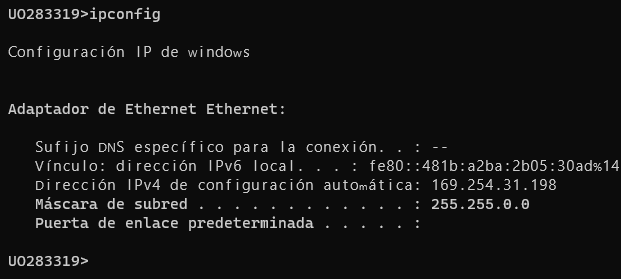 UO283319>ipconfig
Configuración IP de windows
Adaptador de Ethernet Ethernet:
Sufijo DNS específico para la conexión. . : --
Vínculo: dirección IPv6 local. . . : fe80::481b:a2ba:2b05:30ad%14
Dirección IPv4 de configuración automática: 169.254.31.198
Máscara de subred . . . . . . . . . . . . : 255.255.0.0
Puerta de enlace predeterminada . . . . . :
UO283319>